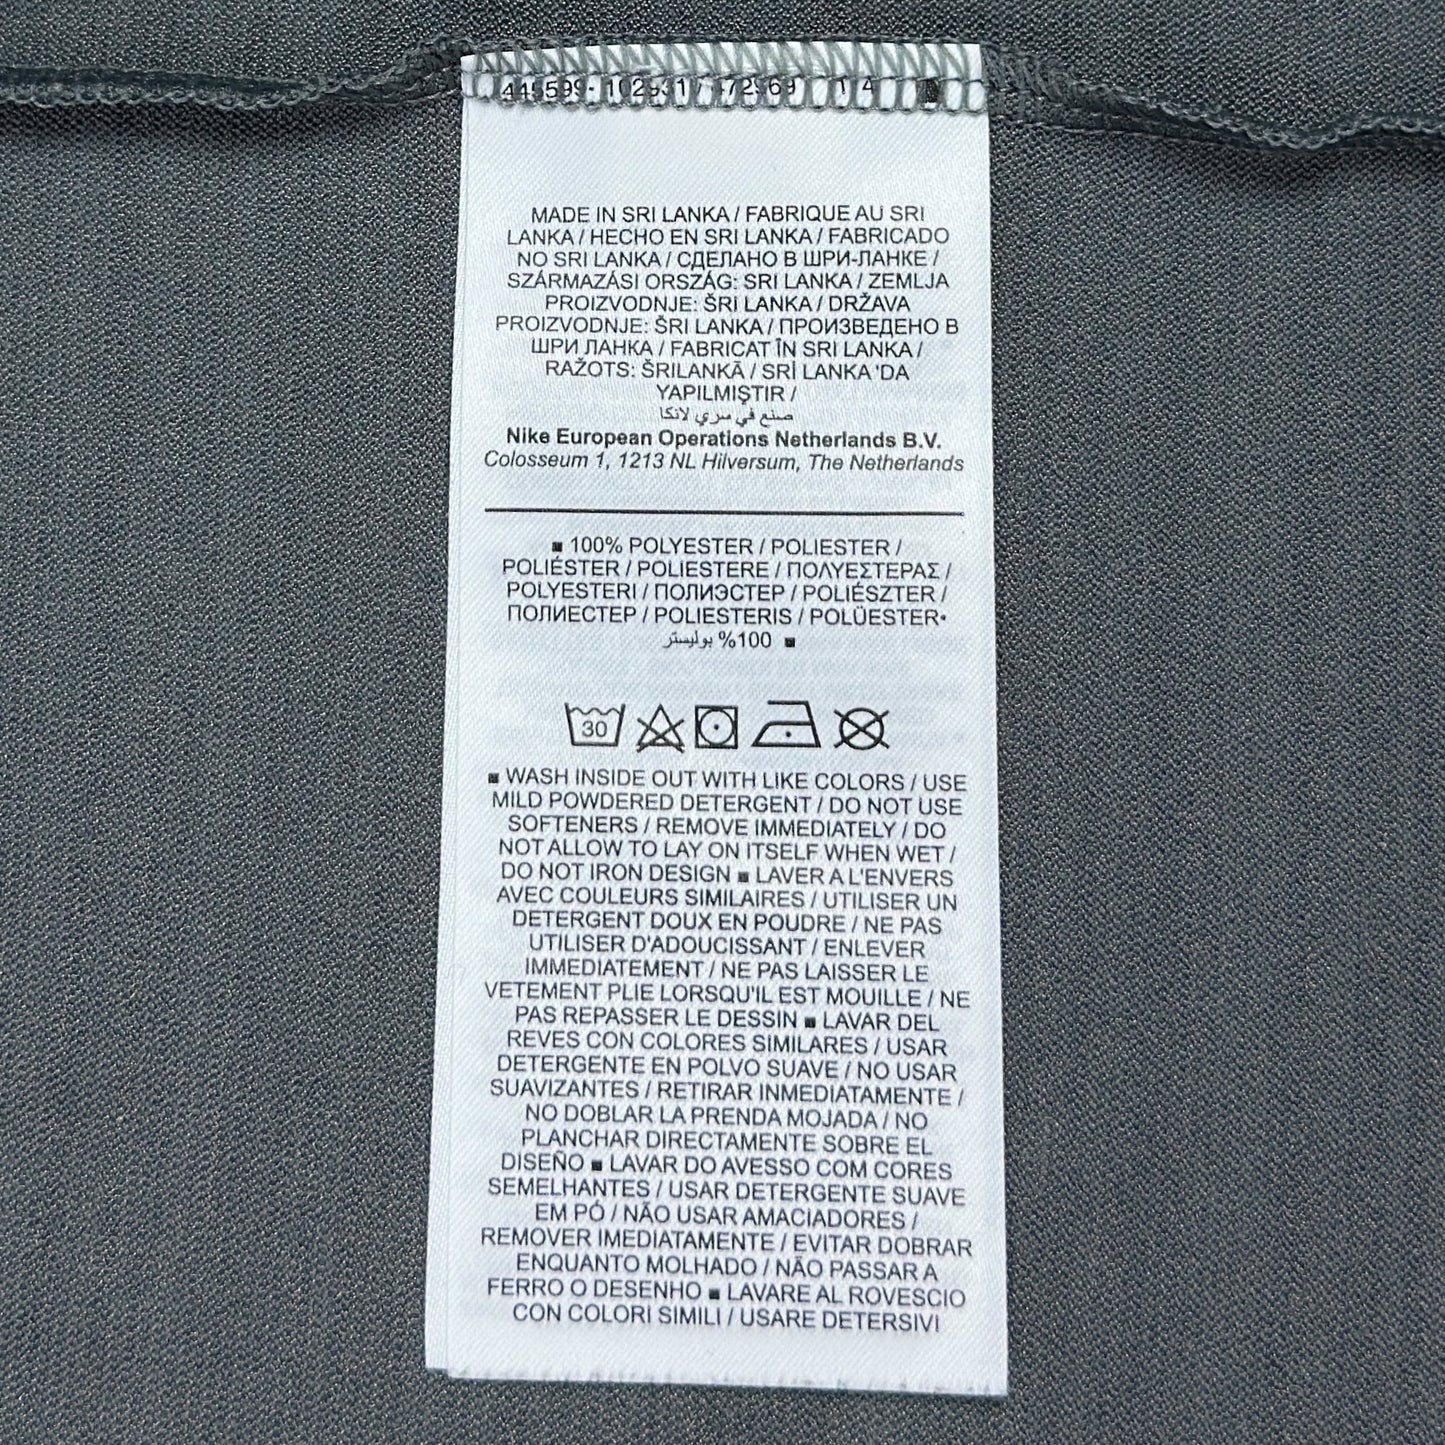 MADE IN SRI LANKA / FABRIQUE AU SRI
LANKA / HECHO EN SRI LANKA / FABRICADO
NO SRI LANKA / СДЕЛАНО В ШРИ-ЛАНКЕ /
SZÁRMAZÁSI ORSZÁG: SRI LANKA / ZEMLJA
PROIZVODNJE: ŠRI LANKA / DRŽAVA
PROIZVODNJE: ŠRI LANKA / ПРОИЗВЕДЕНО В
ШРИ ЛАНКА / FABRICAT ÎN SRI LANKA /
RAŽOTS: ŠRILANKĀ / SRİ LANKA 'DA
YAPILMIŞTIR /
صنع في سري لانكا
Nike European Operations Netherlands B.V.
Colosseum 1, 1213 NL Hilversum, The Netherlands
■ 100% POLYESTER / POLIESTER /
POLIÉSTER / POLIESTERE / ΠΟΛΥΕΣΤΕΡΑΣ /
POLYESTERI / ПОЛИЭСТЕР / POLIÉSZTER /
ПОЛИЕСТЕР / POLIESTERIS / POLÜESTER•
■ 100% بوليستر
30
■ WASH INSIDE OUT WITH LIKE COLORS / USE
MILD POWDERED DETERGENT / DO NOT USE
SOFTENERS / REMOVE IMMEDIATELY / DO
NOT ALLOW TO LAY ON ITSELF WHEN WET /
DO NOT IRON DESIGN ■ LAVER A L'ENVERS
AVEC COULEURS SIMILAIRES / UTILISER UN
DETERGENT DOUX EN POUDRE / NE PAS
UTILISER D'ADOUCISSANT / ENLEVER
IMMEDIATEMENT / NE PAS LAISSER LE
VETEMENT PLIE LORSQU'IL EST MOUILLE / NE
PAS REPASSER LE DESSIN ■ LAVAR DEL
REVES CON COLORES SIMILARES / USAR
DETERGENTE EN POLVO SUAVE / NO USAR
SUAVIZANTES / RETIRAR INMEDIATAMENTE /
NO DOBLAR LA PRENDA MOJADA / NO
PLANCHAR DIRECTAMENTE SOBRE EL
DISEÑO ■ LAVAR DO AVESSO COM CORES
SEMELHANTES / USAR DETERGENTE SUAVE
EM PÓ / NÃO USAR AMACIADORES /
REMOVER IMEDIATAMENTE / EVITAR DOBRAR
ENQUANTO MOLHADO / NÃO PASSAR A
FERRO O DESENHO ■ LAVARE AL ROVESCIO
CON COLORI SIMILI / USARE DETERSIVI